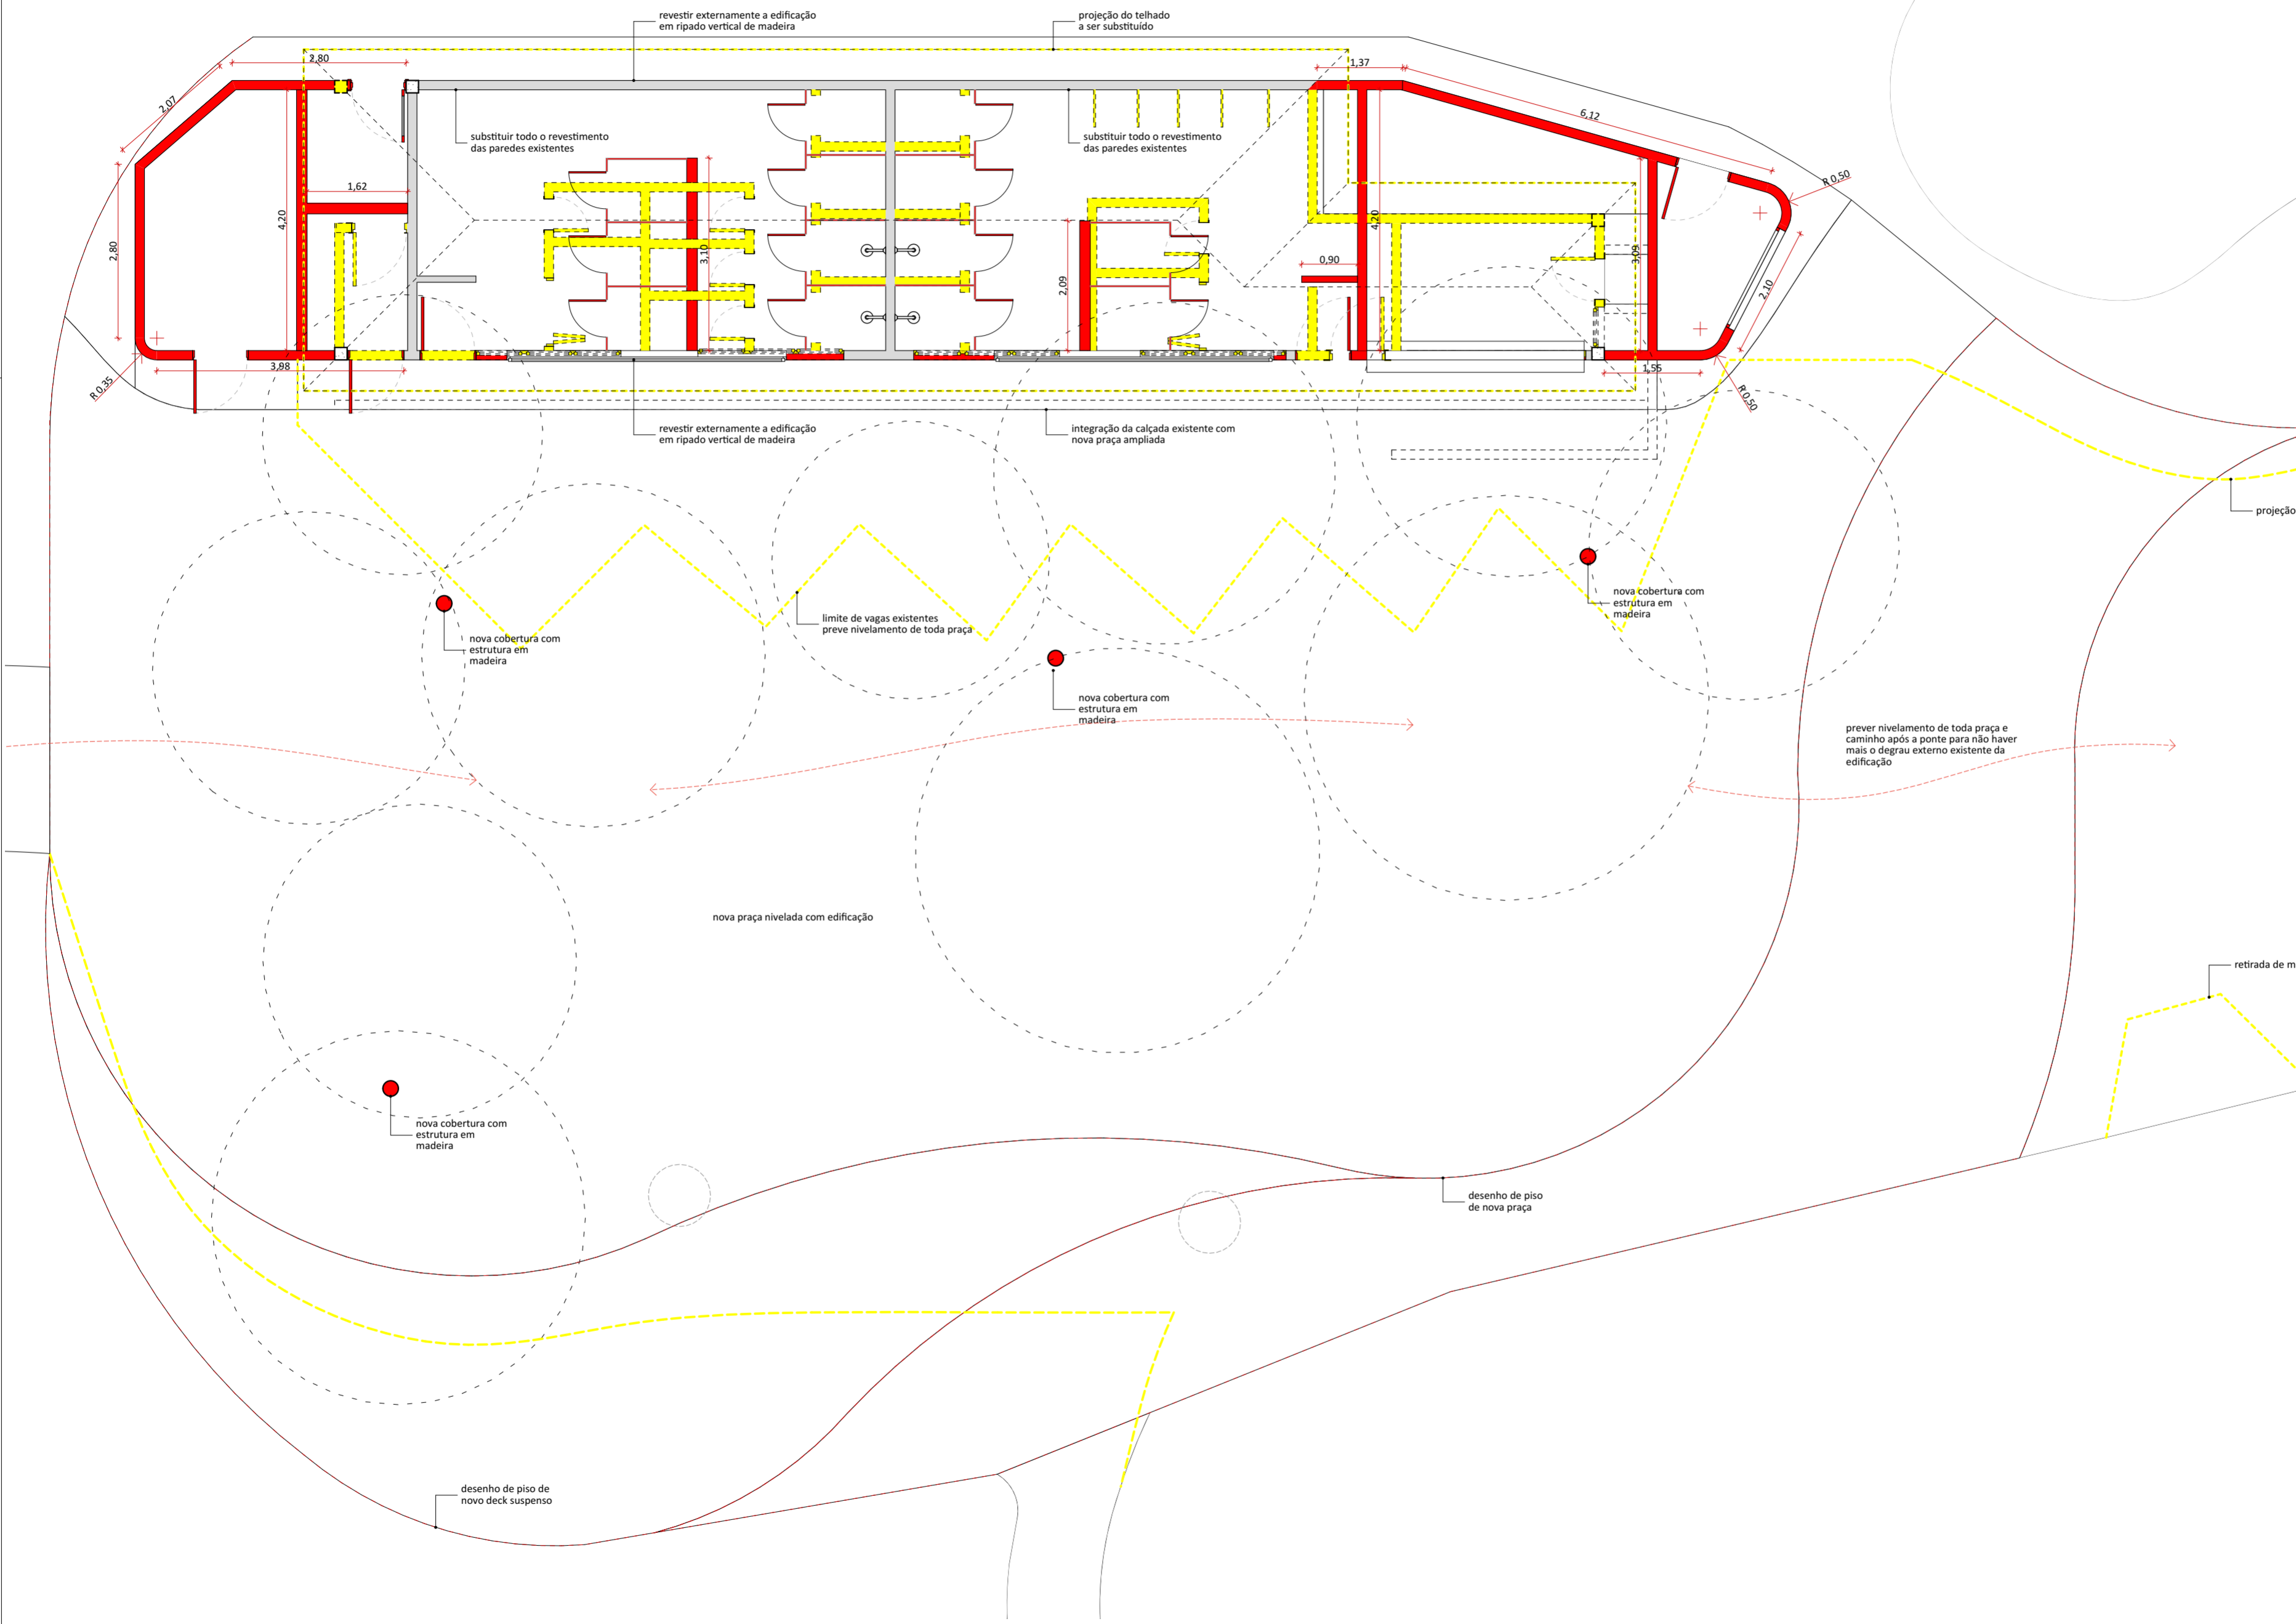 revestir externamente a edificação
em ripado vertical de madeira
projeção do telhado
a ser substituído
2,80
1,37
2,07
6,12
substituir todo o revestimento
das paredes existentes
substituir todo o revestimento
das paredes existentes
R 0,50
1,62
4,20
4,20
2,80
3,10
3,09
0,90
2,09
2,10
3,98
1,55
R 0,35
R 0,50
revestir externamente a edificação
em ripado vertical de madeira
integração da calçada existente com
nova praça ampliada
projeção
nova cobertura com
estrutura em
madeira
limite de vagas existentes
preve nivelamento de toda praça
nova cobertura com
estrutura em
madeira
nova cobertura com
estrutura em
madeira
prever nivelamento de toda praça e
caminho após a ponte para não haver
mais o degrau externo existente da
edificação
nova praça nivelada com edificação
retirada de m
nova cobertura com
estrutura em
madeira
desenho de piso
de nova praça
desenho de piso de
novo deck suspenso